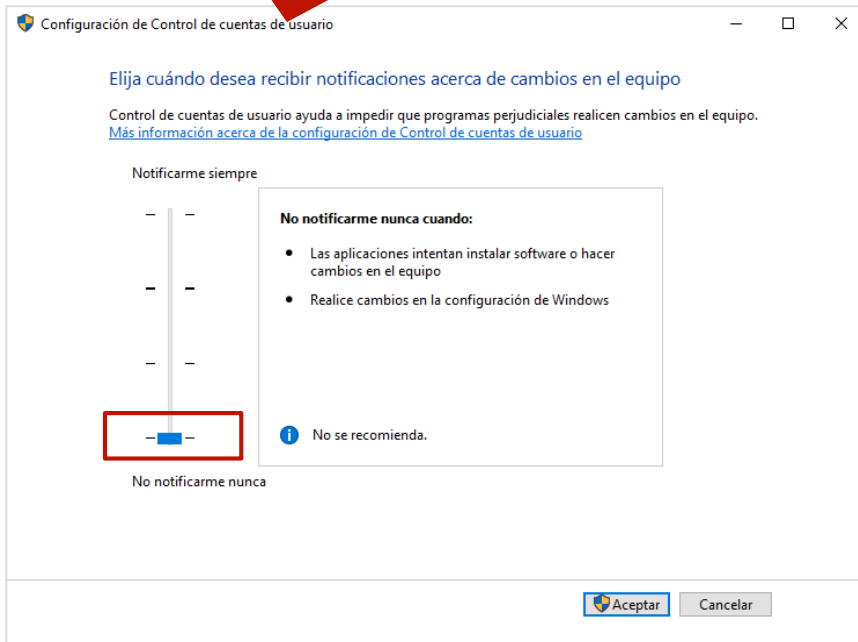 Configuración de Control de cuentas de usuario
Elija cuándo desea recibir notificaciones acerca de cambios en el equipo
Control de cuentas de usuario ayuda a impedir que programas perjudiciales realicen cambios en el equipo.
Más información acerca de la configuración de Control de cuentas de usuario
Notificarme siempre
No notificarme nunca cuando:
Las aplicaciones intentan instalar software o hacer
cambios en el equipo
Realice cambios en la configuración de Windows
No se recomienda.
No notificarme nunca
Aceptar Cancelar